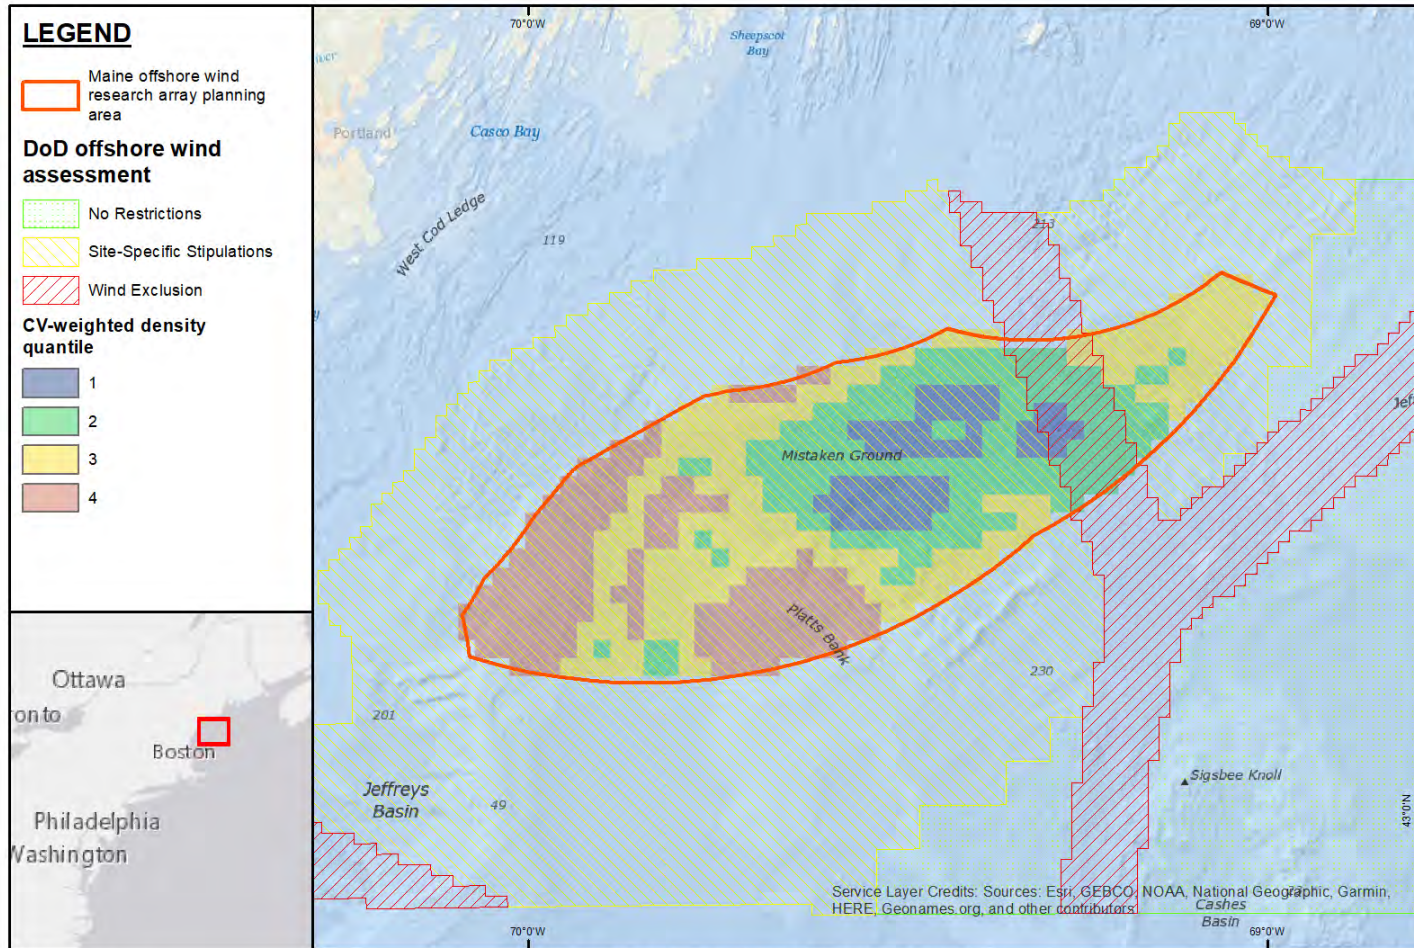 LEGEND
Maine offshore wind
research array planning
area
DoD offshore wind
assessment
No Restrictions
Site-Specific Stipulations
Wind Exclusion
CV-weighted density
quantile
1
2
3
4
Ottawa
ronto
Boston
Philadelphia
Washington
70°0'W
69°0'W
Sheepscot
Bay
iver
Portland
Casco Bay
West Cod Ledge
119
213
y
Jef
Mistaken Ground
Platts Bank
230
201
Jeffreys
Basin
49
Sigsbee Knoll
43°0'N
Service Layer Credits: Sources: Esri, GEBCO, NOAA, National Geographic, Garmin,
HERE, Geonames.org, and other contributors
Cashes
Basin
70°0'W
69°0'W